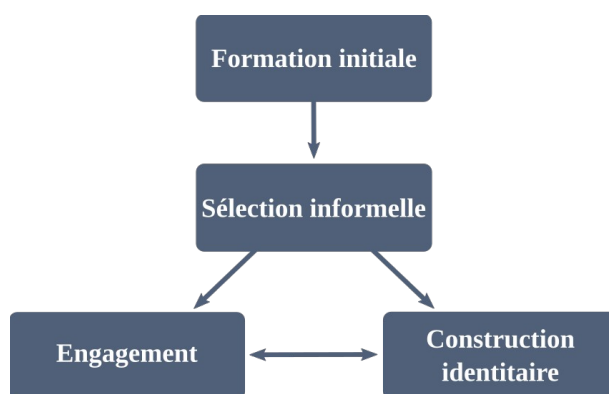 Formation initiale
Sélection informelle
Engagement
Construction
identitaire